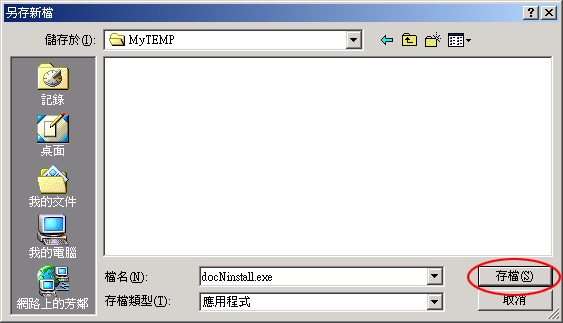 另存新檔
儲存於(I):
MyTEMP
記錄
桌面
我的文件
我的電腦
網路上的芳鄰
檔名(N):
docNinstall.exe
存檔(S)
存檔類型(T):
應用程式
取消